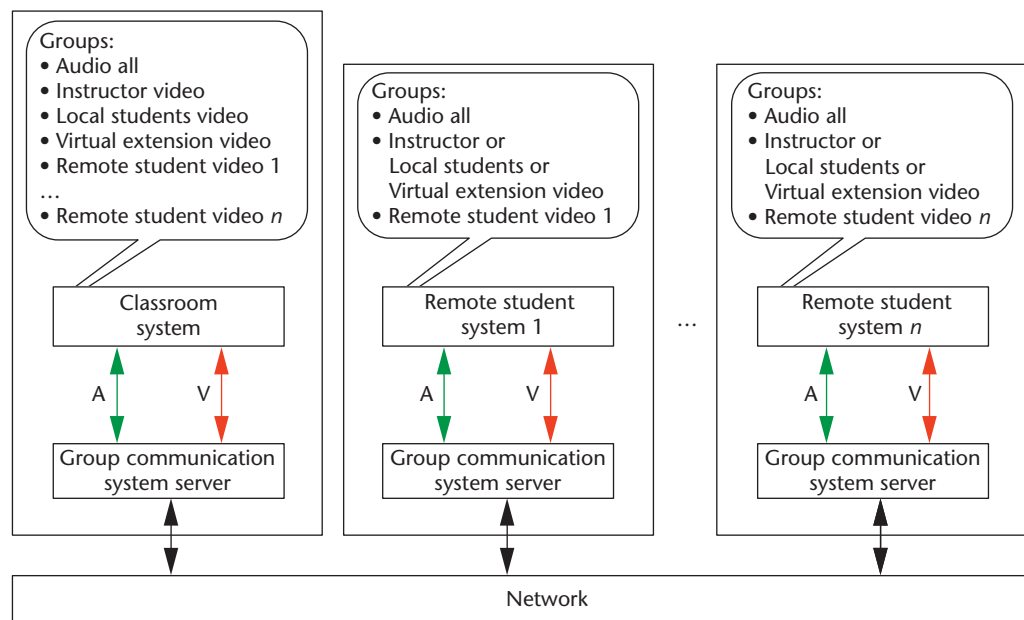 Groups:
• Audio all
• Instructor video
• Local students video
• Virtual extension video
• Remote student video 1
...
• Remote student video n
Classroom
system
A
V
Group communication
system server
Groups:
• Audio all
• Instructor or
Local students or
Virtual extension video
• Remote student video 1
Remote student
system 1
A
V
Group communication
system server
...
Groups:
• Audio all
• Instructor or
Local students or
Virtual extension video
• Remote student video n
Remote student
system n
A
V
Group communication
system server
Network